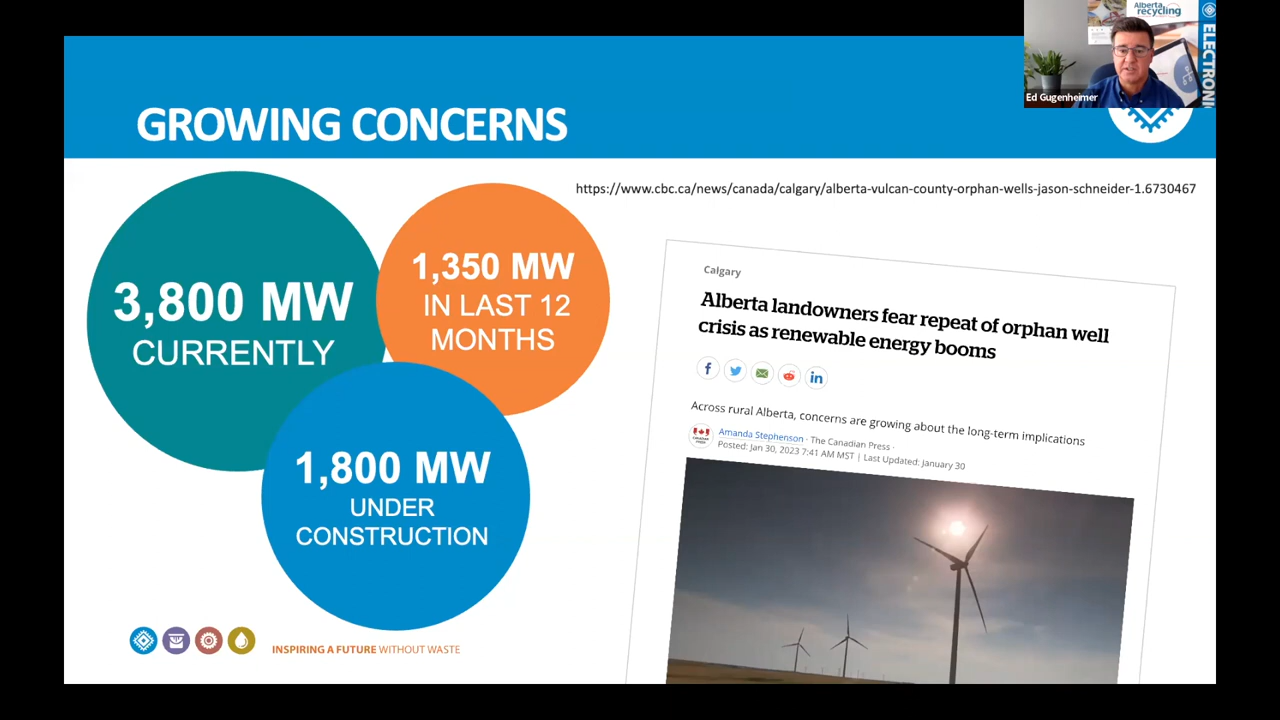 Alberta
recycling
ELECTRONI
Ed Gugenheimer
GROWING CONCERNS
https://www.cbc.ca/news/canada/calgary/alberta-vulcan-county-orphan-wells-jason-schneider-1.6730467
3,800 MW
CURRENTLY
1,350 MW
IN LAST 12
MONTHS
1,800 MW
UNDER
CONSTRUCTION
Calgary
Alberta landowners fear repeat of orphan well
crisis as renewable energy booms
Across rural Alberta, concerns are growing about the long-term implications
Amanda Stephenson · The Canadian Press ·
Posted: Jan 30, 2023 7:41 AM MST | Last Updated: January 30
INSPIRING A FUTURE WITHOUT WASTE